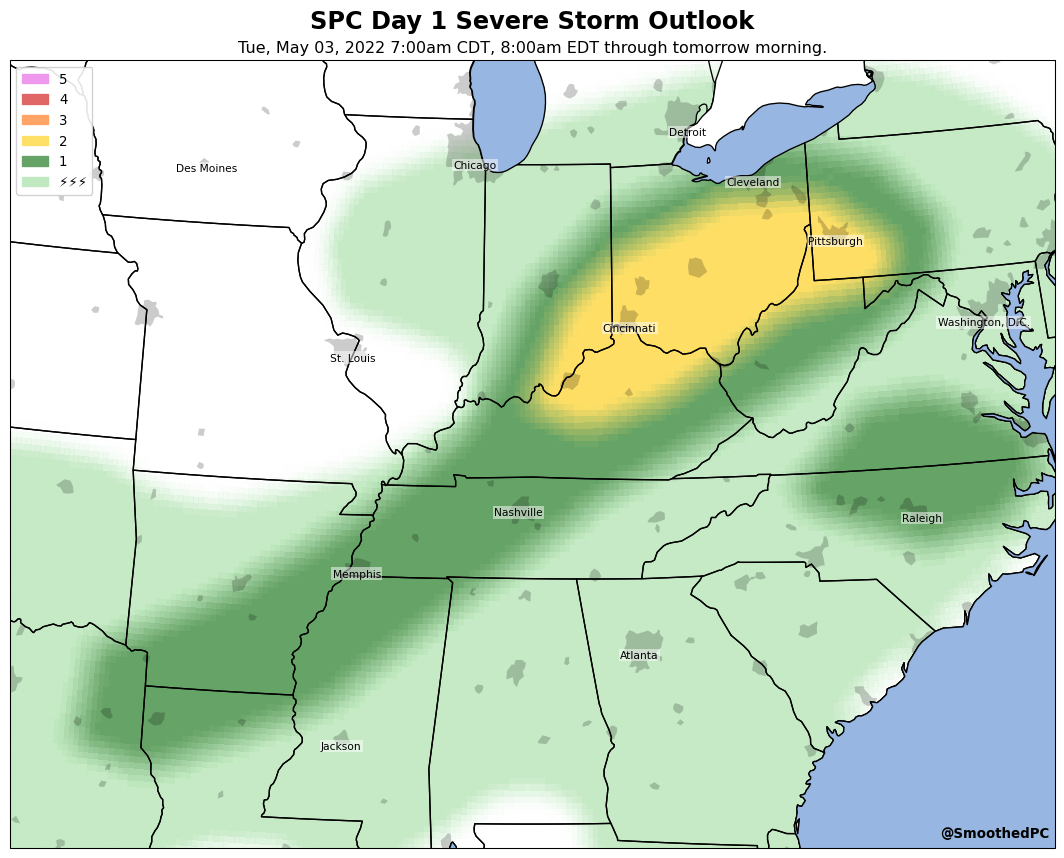 SPC Day 1 Severe Storm Outlook
Tue, May 03, 2022 7:00am CDT, 8:00am EDT through tomorrow morning.
5
4
3
2
1
⚡⚡⚡
Des Moines
Chicago
Detroit
Cleveland
Pittsburgh
Washington, D.C.
Cincinnati
St. Louis
Nashville
Raleigh
Memphis
Atlanta
Jackson
@SmoothedPC